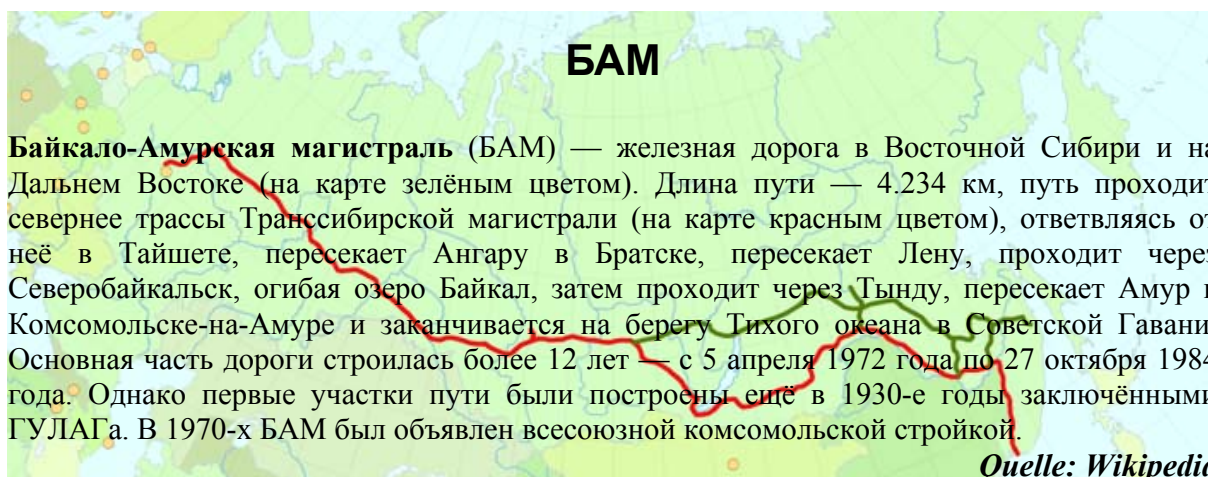 БАМ
Байкало-Амурская магистраль (БАМ) — железная дорога в Восточной Сибири и на
Дальнем Востоке (на карте зелёным цветом). Длина пути — 4.234 км, путь проходит
севернее трассы Транссибирской магистрали (на карте красным цветом), ответвляясь от
неё в Тайшете, пересекает Ангару в Братске, пересекает Лену, проходит через
Северобайкальск, огибая озеро Байкал, затем проходит через Тынду, пересекает Амур в
Комсомольске-на-Амуре и заканчивается на берегу Тихого океана в Советской Гавани.
Основная часть дороги строилась более 12 лет — с 5 апреля 1972 года по 27 октября 1984
года. Однако первые участки пути были построены ещё в 1930-е годы заключёнными
ГУЛАГа. В 1970-х БАМ был объявлен всесоюзной комсомольской стройкой.
Quelle: Wikipedia